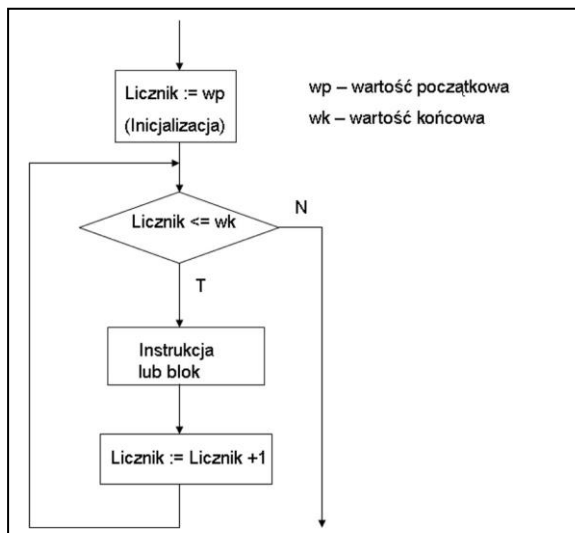 Licznik := wp
(Inicjalizacja)
wp – wartość początkowa
wk – wartość końcowa
Licznik <= wk
N
T
Instrukcja
lub blok
Licznik := Licznik +1